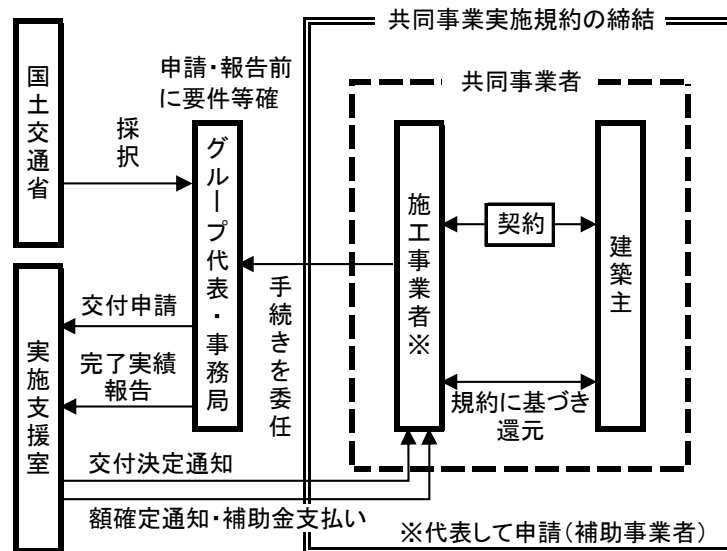 共同事業実施規約の締結
国土交通省
採択
申請・報告前
に要件等確
グループ代表・事務局
共同事業者
施工事業者※
契約
建築主
手続きを委任
実施支援室
交付申請
完了実績
報告
規約に基づき
還元
交付決定通知
額確定通知・補助金支払い
※代表して申請(補助事業者)